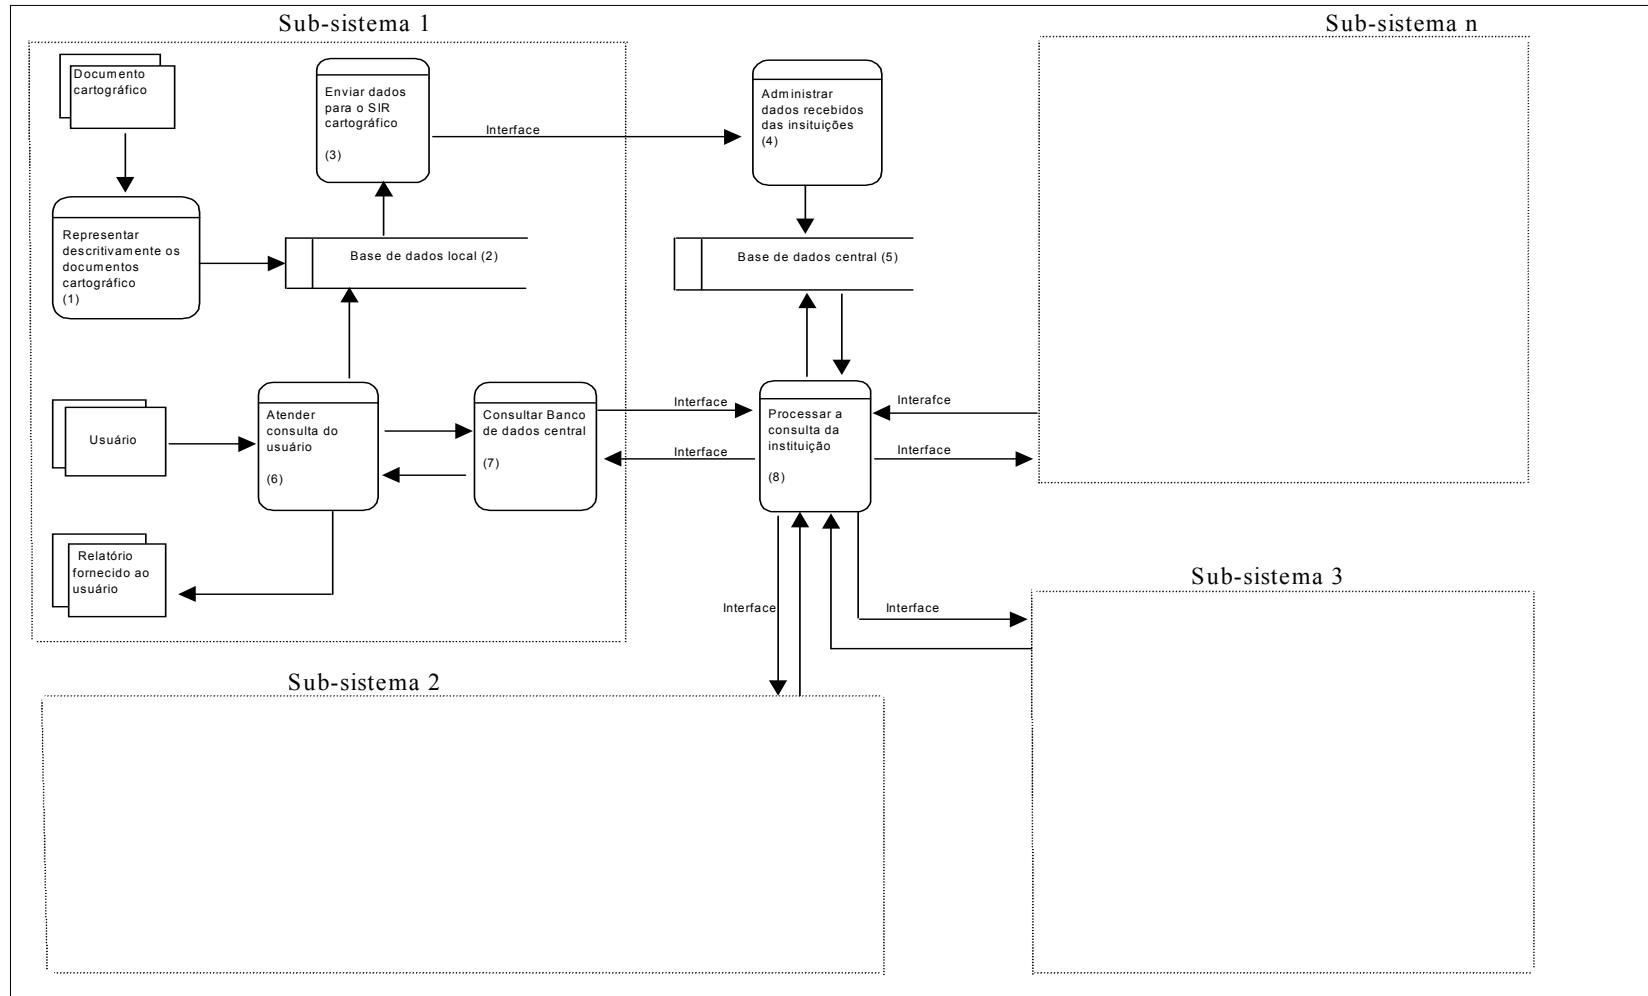 Sub-sistema 1
Sub-sistema n
Documento
cartográfico
Enviar dados
para o SIR
cartográfico
(3)
Interface
Administrar
dados recebidos
das insituições
(4)
Representar
descritivamente os
documentos
cartográfico
(1)
Base de dados local (2)
Base de dados central (5)
Usuário
Atender
consulta do
usuário
(6)
Consultar Banco
de dados central
(7)
Interface
Interface
Processar a
consulta da
instituição
(8)
Interafce
Interface
Relatório
fornecido ao
usuário
Interface
Interface
Sub-sistema 3
Sub-sistema 2